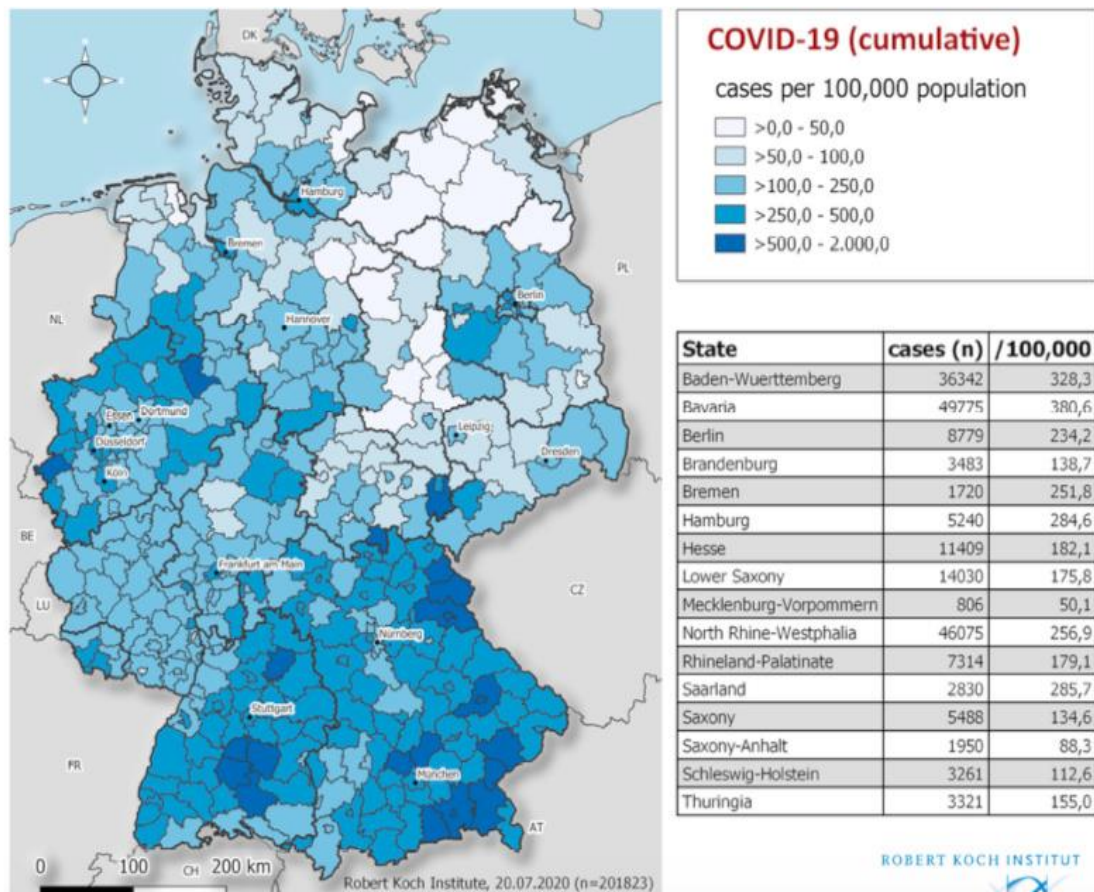 DK
Hamburg
Bremen
PL
Berlin
NL
Hannover
Essen
Dortmund
Düsseldorf
Leipzig
Dresden
Köln
BE
Frankfurt am Main
CZ
LU
Nürnberg
Stuttgart
FR
München
AT
CH
0 100 200 km
Robert Koch Institute, 20.07.2020 (n=201823)
COVID-19 (cumulative)
cases per 100,000 population
>0,0 - 50,0
>50,0 - 100,0
>100,0 - 250,0
>250,0 - 500,0
>500,0 - 2.000,0
State cases (n) /100,000
Baden-Wuerttemberg 36342 328,3
Bavaria 49775 380,6
Berlin 8779 234,2
Brandenburg 3483 138,7
Bremen 1720 251,8
Hamburg 5240 284,6
Hesse 11409 182,1
Lower Saxony 14030 175,8
Mecklenburg-Vorpommern 806 50,1
North Rhine-Westphalia 46075 256,9
Rhineland-Palatinate 7314 179,1
Saarland 2830 285,7
Saxony 5488 134,6
Saxony-Anhalt 1950 88,3
Schleswig-Holstein 3261 112,6
Thuringia 3321 155,0
ROBERT KOCH INSTITUT